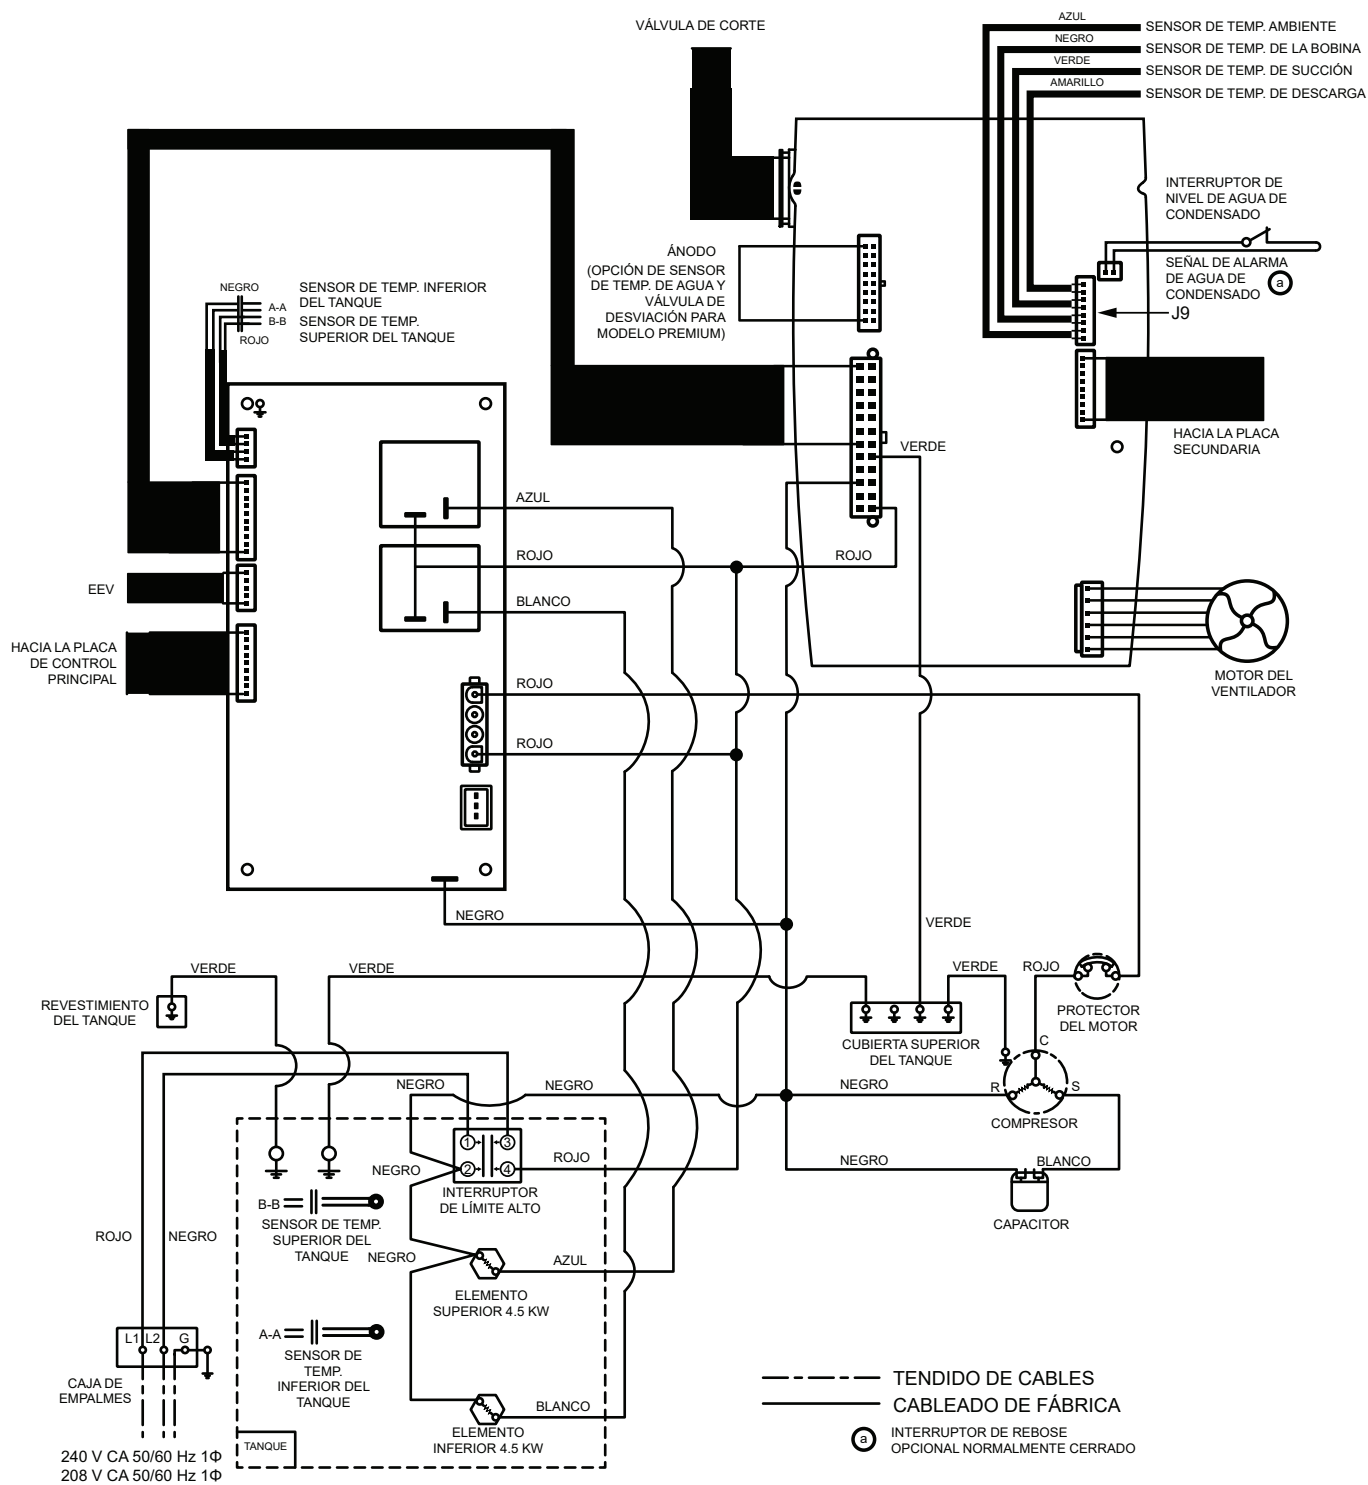 VÁLVULA DE CORTE
AZUL
SENSOR DE TEMP. AMBIENTE
NEGRO
SENSOR DE TEMP. DE LA BOBINA
VERDE
SENSOR DE TEMP. DE SUCCIÓN
AMARILLO
SENSOR DE TEMP. DE DESCARGA
INTERRUPTOR DE
NIVEL DE AGUA DE
CONDENSADO
SEÑAL DE ALARMA
DE AGUA DE
CONDENSADO
a
J9
ÁNODO
(OPCIÓN DE SENSOR
DE TEMP. DE AGUA Y
VÁLVULA DE
DESVIACIÓN PARA
MODELO PREMIUM)
NEGRO
SENSOR DE TEMP. INFERIOR
DEL TANQUE
A-A
B-B
SENSOR DE TEMP.
SUPERIOR DEL TANQUE
ROJO
HACIA LA PLACA
SECUNDARIA
VERDE
AZUL
ROJO
ROJO
BLANCO
EEV
HACIA LA PLACA
DE CONTROL
PRINCIPAL
MOTOR DEL
VENTILADOR
ROJO
ROJO
NEGRO
VERDE
VERDE
VERDE
VERDE
ROJO
REVESTIMIENTO
DEL TANQUE
PROTECTOR
DEL MOTOR
CUBIERTA SUPERIOR
DEL TANQUE
C
NEGRO
NEGRO
NEGRO
R
S
COMPRESOR
1
3
2
4
NEGRO
ROJO
NEGRO
BLANCO
INTERRUPTOR
DE LÍMITE ALTO
CAPACITOR
B-B
SENSOR DE TEMP.
SUPERIOR DEL
TANQUE
ROJO
NEGRO
NEGRO
AZUL
ELEMENTO
SUPERIOR 4.5 KW
A-A
SENSOR DE
TEMP.
INFERIOR DEL
TANQUE
L1
L2
G
CAJA DE
EMPALMES
BLANCO
ELEMENTO
INFERIOR 4.5 KW
TANQUE
240 V CA 50/60 Hz 1Φ
208 V CA 50/60 Hz 1Φ
TENDIDO DE CABLES
CABLEADO DE FÁBRICA
a
INTERRUPTOR DE REBOSE
OPCIONAL NORMALMENTE CERRADO